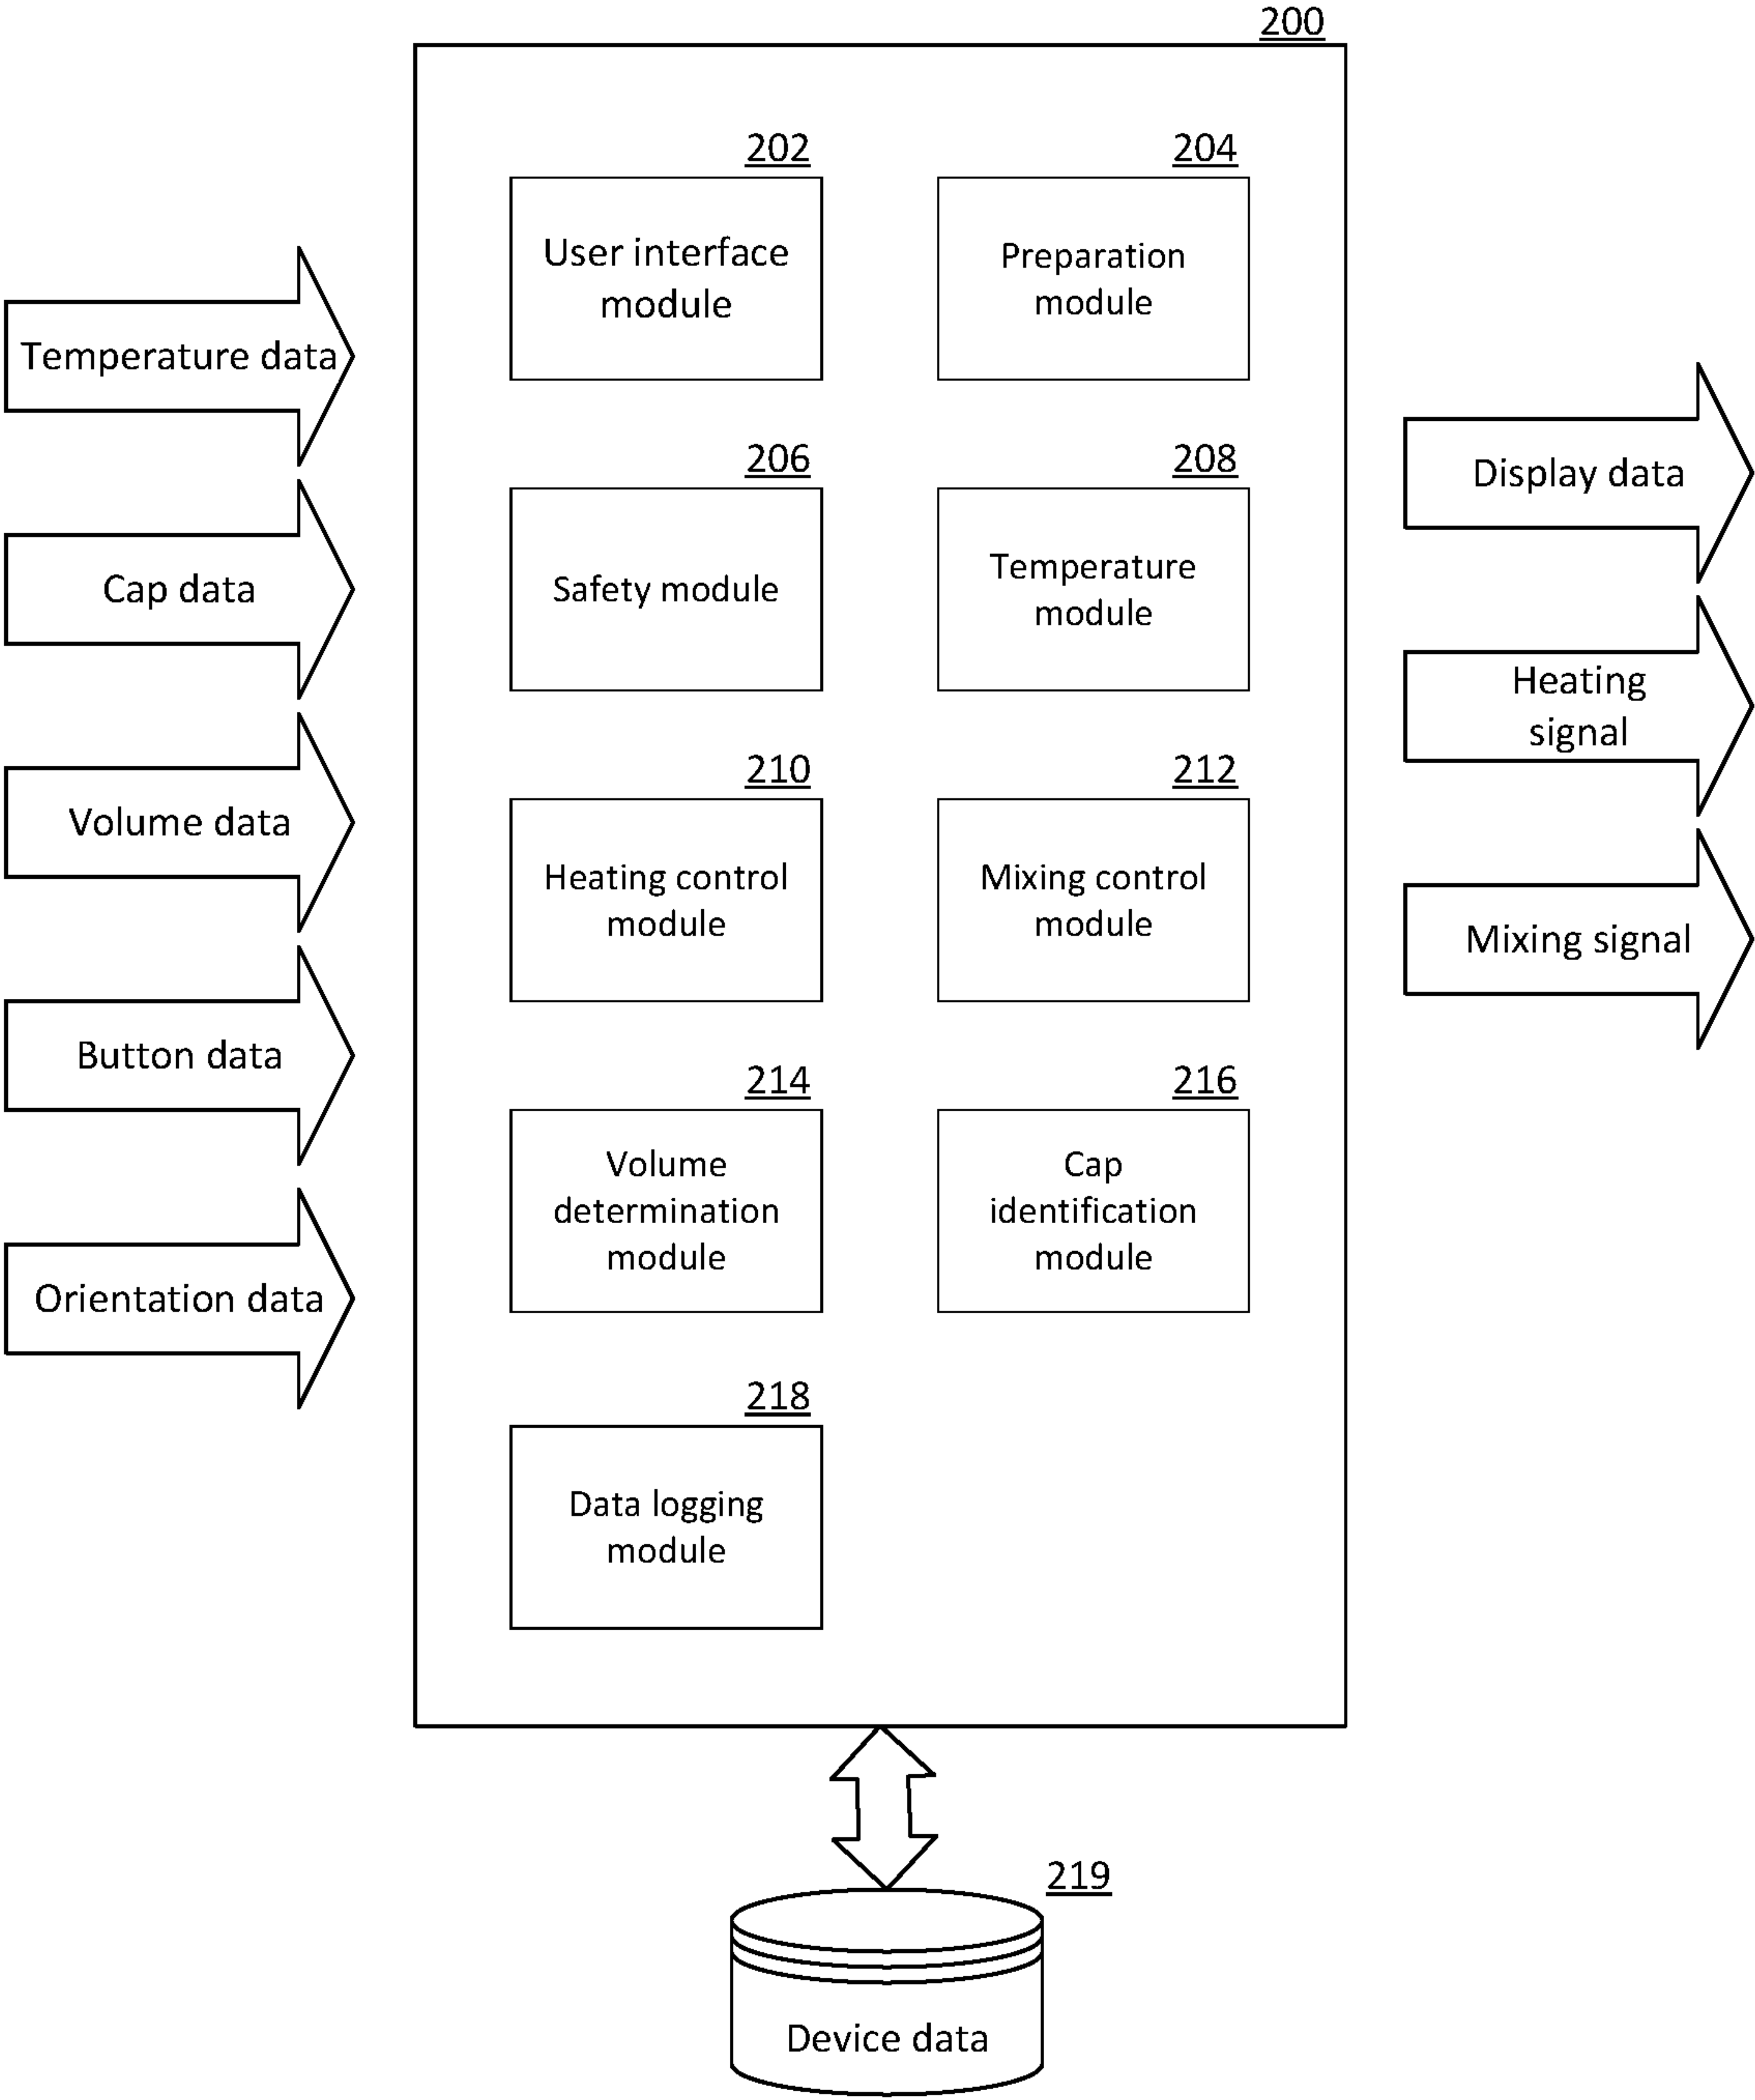 200
202
User interface
module
204
Preparation
module
206
Safety module
208
Temperature
module
210
Heating control
module
212
Mixing control
module
214
Volume
determination
module
216
Cap
identification
module
218
Data logging
module
Temperature data
Cap data
Volume data
Button data
Orientation data
Display data
Heating
signal
Mixing signal
219
Device data